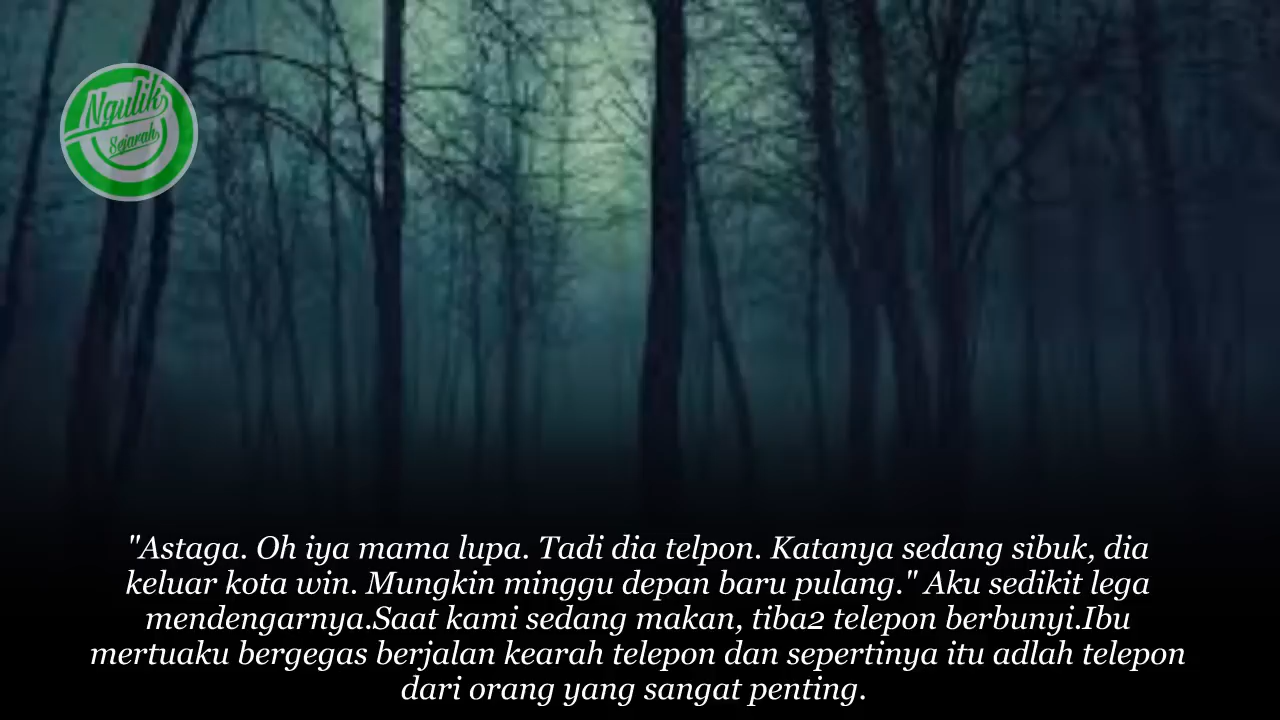 Ngulik
Sejarah
"Astaga. Oh iya mama lupa. Tadi dia telpon. Katanya sedang sibuk, dia
keluar kota win. Mungkin minggu depan baru pulang." Aku sedikit lega
mendengarnya.Saat kami sedang makan, tiba2 telepon berbunyi.Ibu
mertuaku bergegas berjalan kearah telepon dan sepertinya itu adlah telepon
dari orang yang sangat penting.